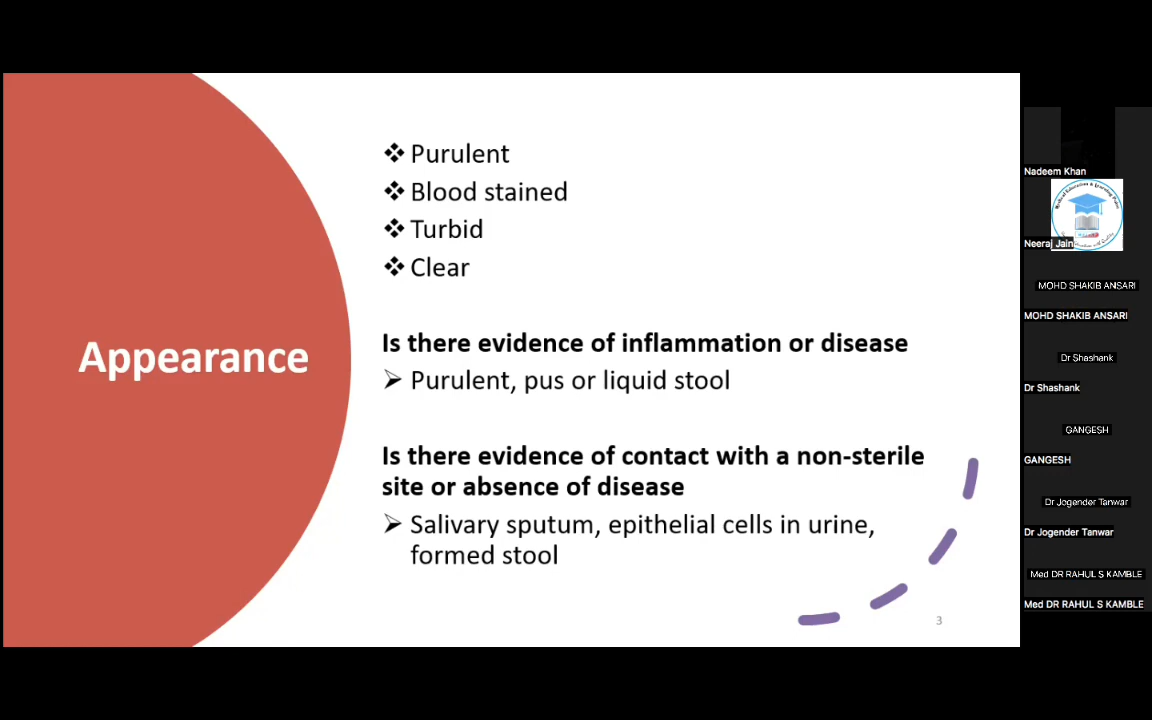 Appearance
❖ Purulent
❖ Blood stained
❖ Turbid
❖ Clear
Is there evidence of inflammation or disease
➢ Purulent, pus or liquid stool
Is there evidence of contact with a non-sterile
site or absence of disease
➢ Salivary sputum, epithelial cells in urine,
formed stool
3
Nadeem Khan
Neeraj Jain
MOHD SHAKIB ANSARI
MOHD SHAKIB ANSARI
Dr Shashank
Dr Shashank
GANGESH
GANGESH
Dr Jogender Tanwar
Dr Jogender Tanwar
Med DR RAHUL S KAMBLE
Med DR RAHUL S KAMBLE